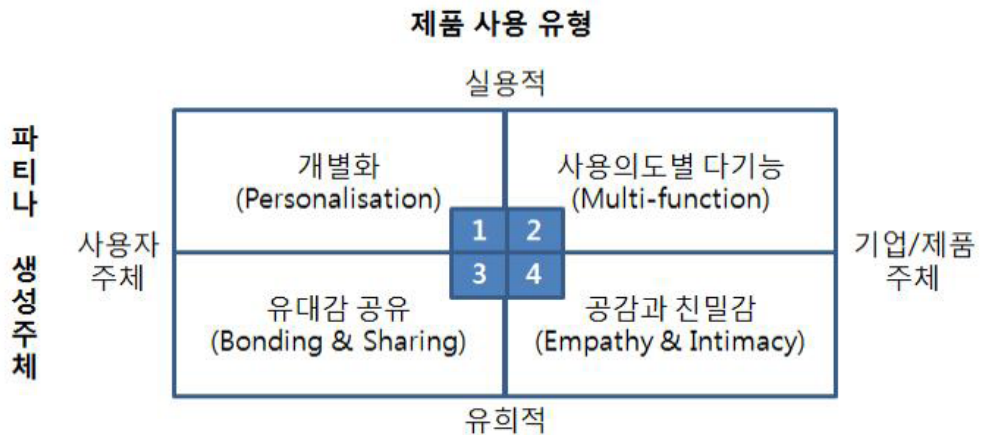 제품 사용 유형
실용적
파티나 생성주체
사용자
주체
개별화
(Personalisation)
사용의도별 다기능
(Multi-function)
1 2
3 4
유대감 공유
(Bonding & Sharing)
공감과 친밀감
(Empathy & Intimacy)
기업/제품
주체
유희적